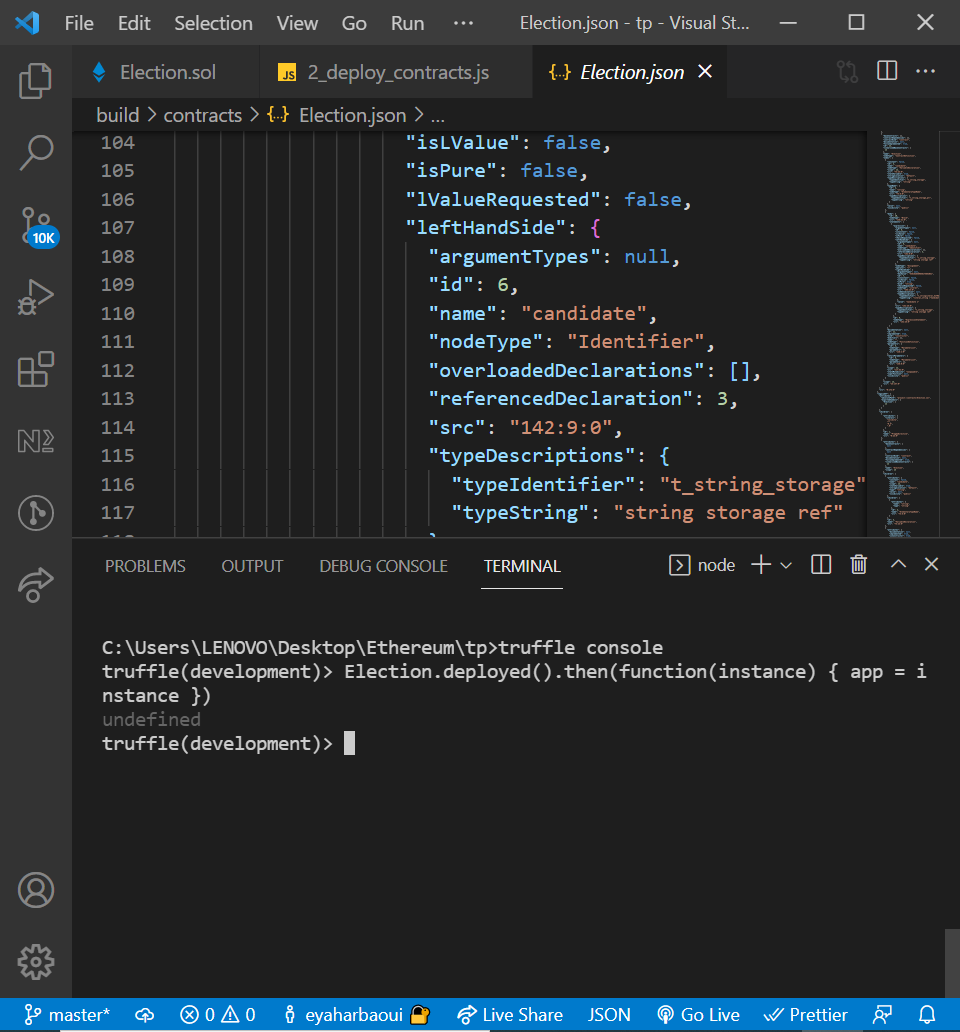 File Edit Selection View Go Run ··· Election.json - tp - Visual St...
Election.sol JS 2_deploy_contracts.js {..} Election.json
build > contracts > {..} Election.json > ...
104 "isLValue": false,
105 "isPure": false,
106 "lValueRequested": false,
107 "leftHandSide": {
108 "argumentTypes": null,
109 "id": 6,
110 "name": "candidate",
111 "nodeType": "Identifier",
112 "overloadedDeclarations": [],
113 "referencedDeclaration": 3,
114 "src": "142:9:0",
115 "typeDescriptions": {
116 "typeIdentifier": "t_string_storage"
117 "typeString": "string storage ref"
10K
PROBLEMS OUTPUT DEBUG CONSOLE TERMINAL node
C:\Users\LENOVO\Desktop\Ethereum\tp>truffle console
truffle(development)> Election.deployed().then(function(instance) { app = i
nstance })
undefined
truffle(development)>
master* 0 0 eyaharbaoui Live Share JSON Go Live Prettier